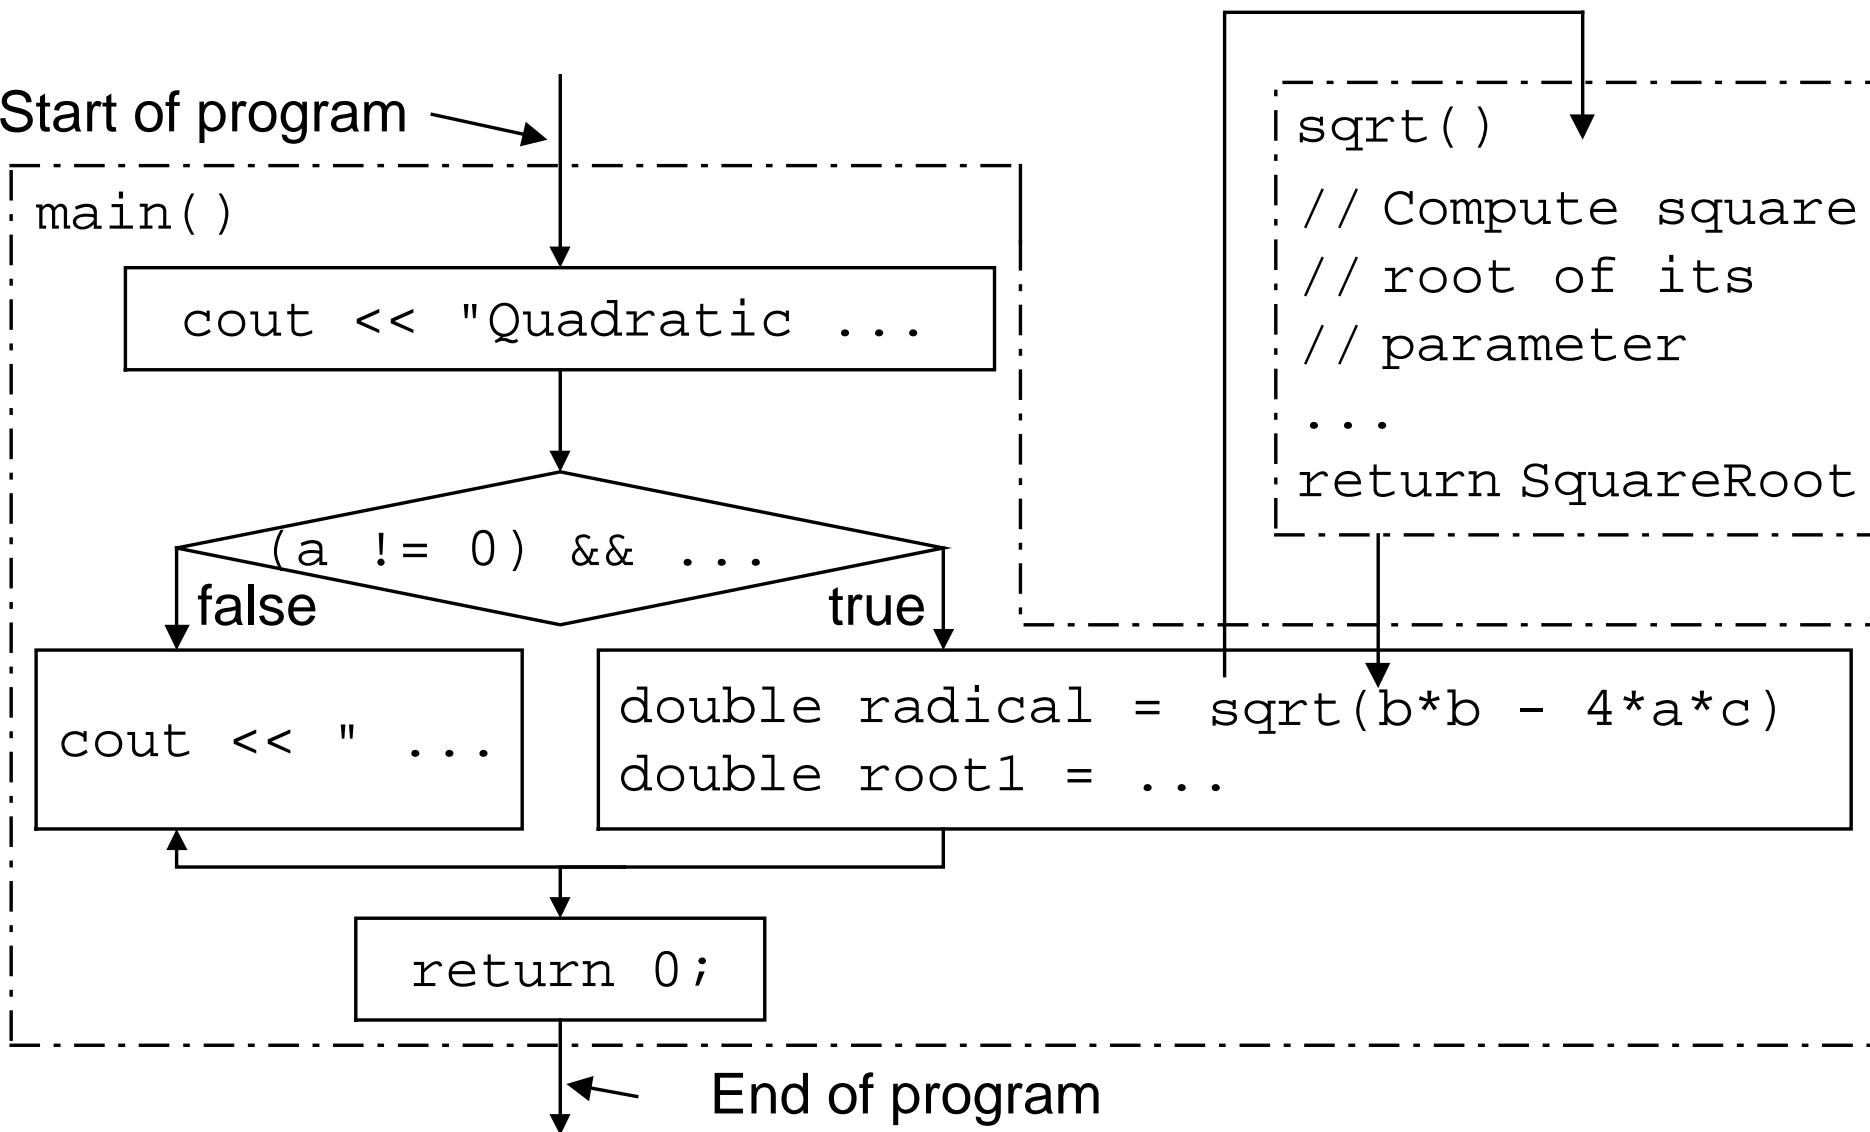 Start of program
main()
cout << "Quadratic ...
(a != 0) && ...
false
true
cout << " ...
double radical = sqrt(b*b - 4*a*c)
double root1 = ...
return 0;
End of program
sqrt()
// Compute square
// root of its
// parameter
...
return SquareRoot